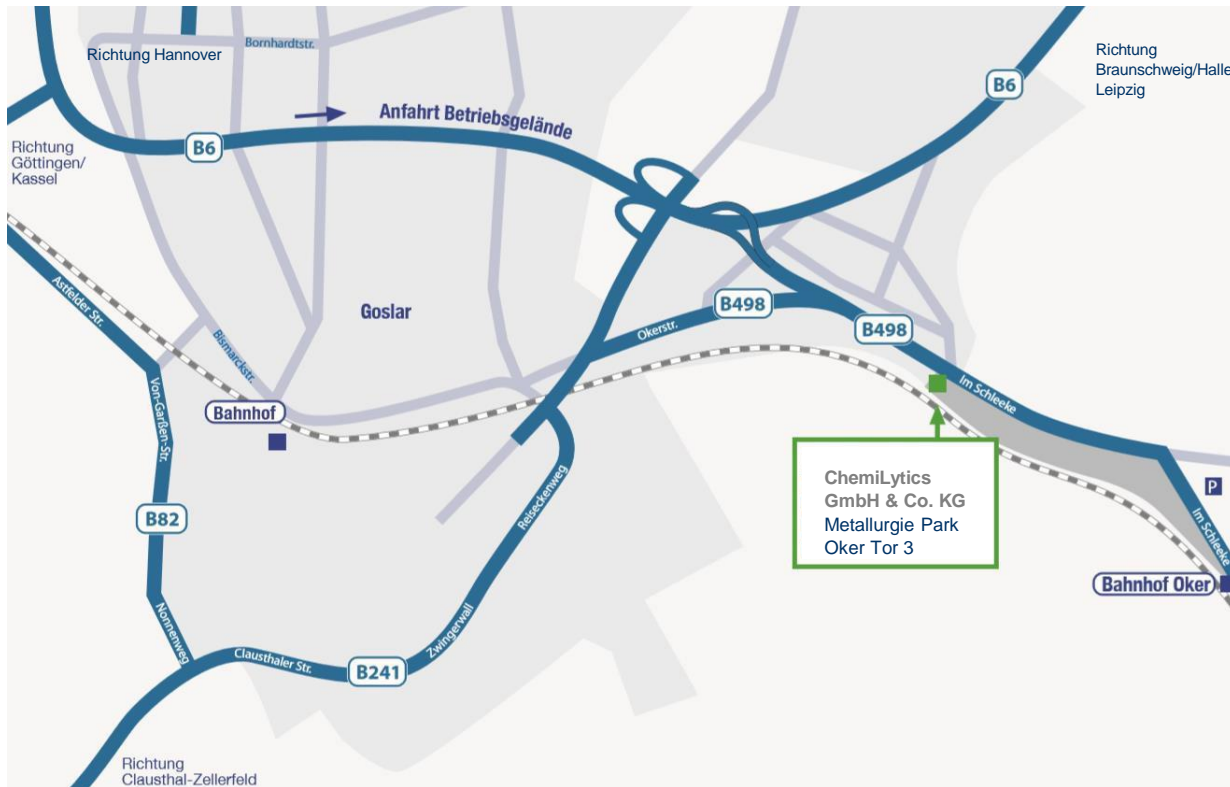 Richtung Hannover
Bornhardtstr.
Richtung
Braunschweig/Halle
Leipzig
B6
Anfahrt Betriebsgelände
B6
Richtung
Göttingen/
Kassel
Astfelder Str.
Goslar
B498
Okerstr.
B498
Bismarckstr.
Im Schleeke
Von-Garßen-Str.
Bahnhof
ChemiLytics
GmbH & Co. KG
Metallurgie Park
Oker Tor 3
Reiseckenweg
P
B82
Im Schleeke
Bahnhof Oker
Nonnenweg
Zwingerwall
Clausthaler Str.
B241
Richtung
Clausthal-Zellerfeld